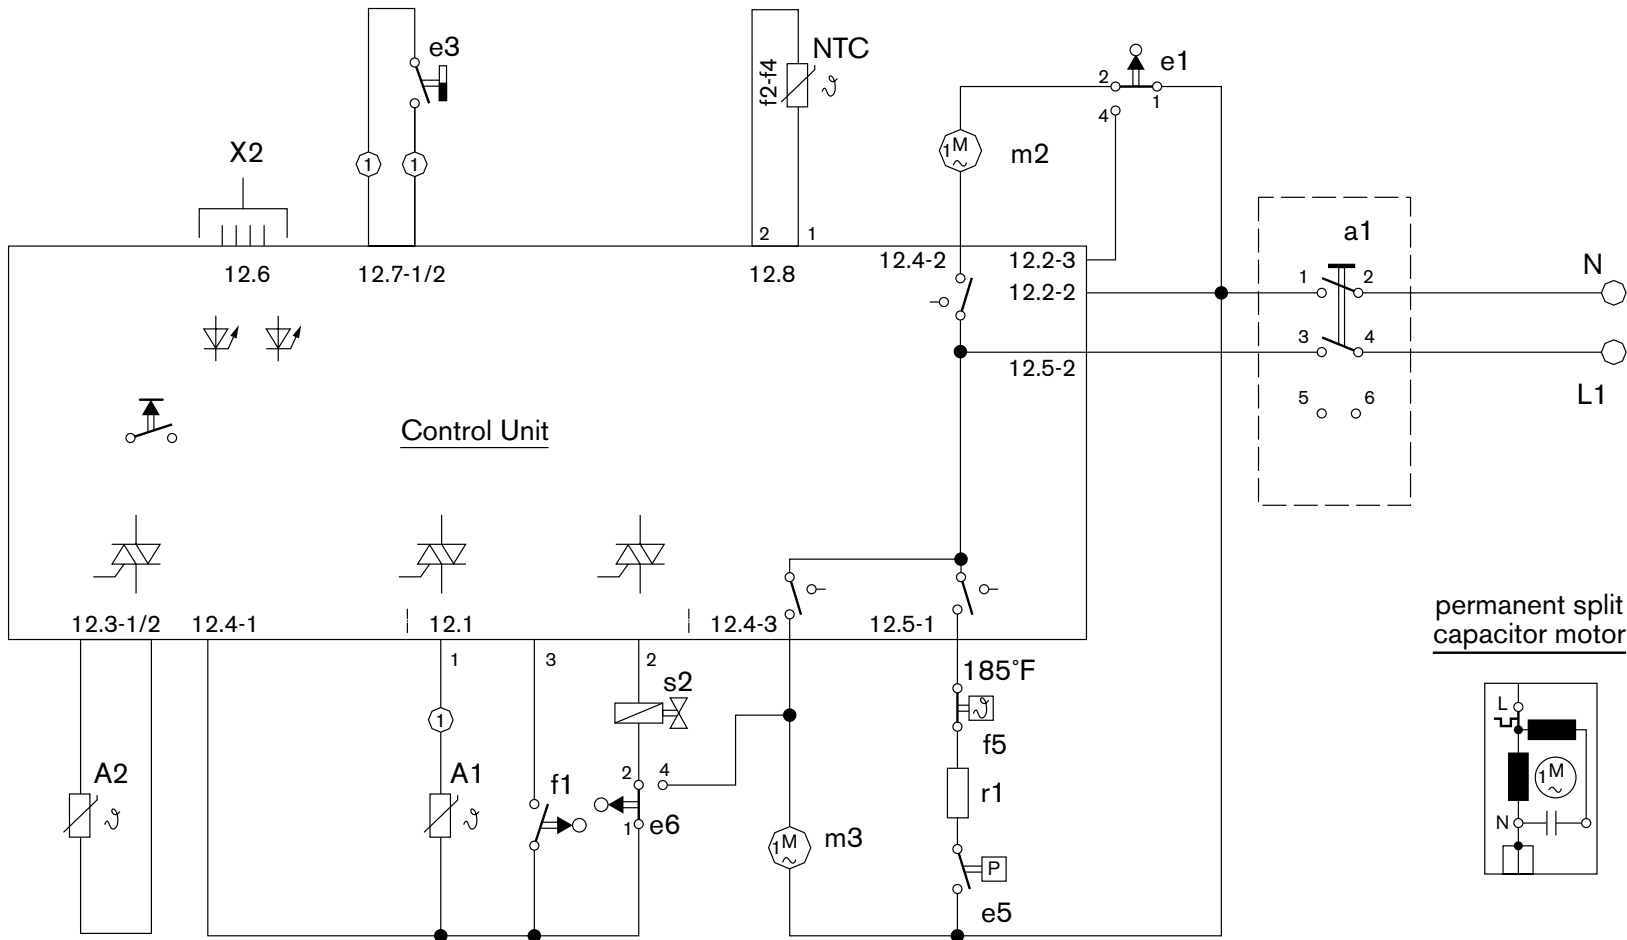 e3
NTC
f2-f4
ϑ
e1
2
1
4
1 M ~
m2
X2
1
1
2
1
12.6
12.7-1/2
12.8
12.4-2
12.2-3
12.2-2
12.5-2
a1
1
2
3
4
5
6
N
L1
Control Unit
12.3-1/2
12.4-1
12.1
12.4-3
12.5-1
1
3
2
s2
185°F
ϑ
f5
1
A2
ϑ
A1
ϑ
f1
2
4
1
e6
1 M ~
m3
r1
P
e5
permanent split
capacitor motor
L
1 M ~
N